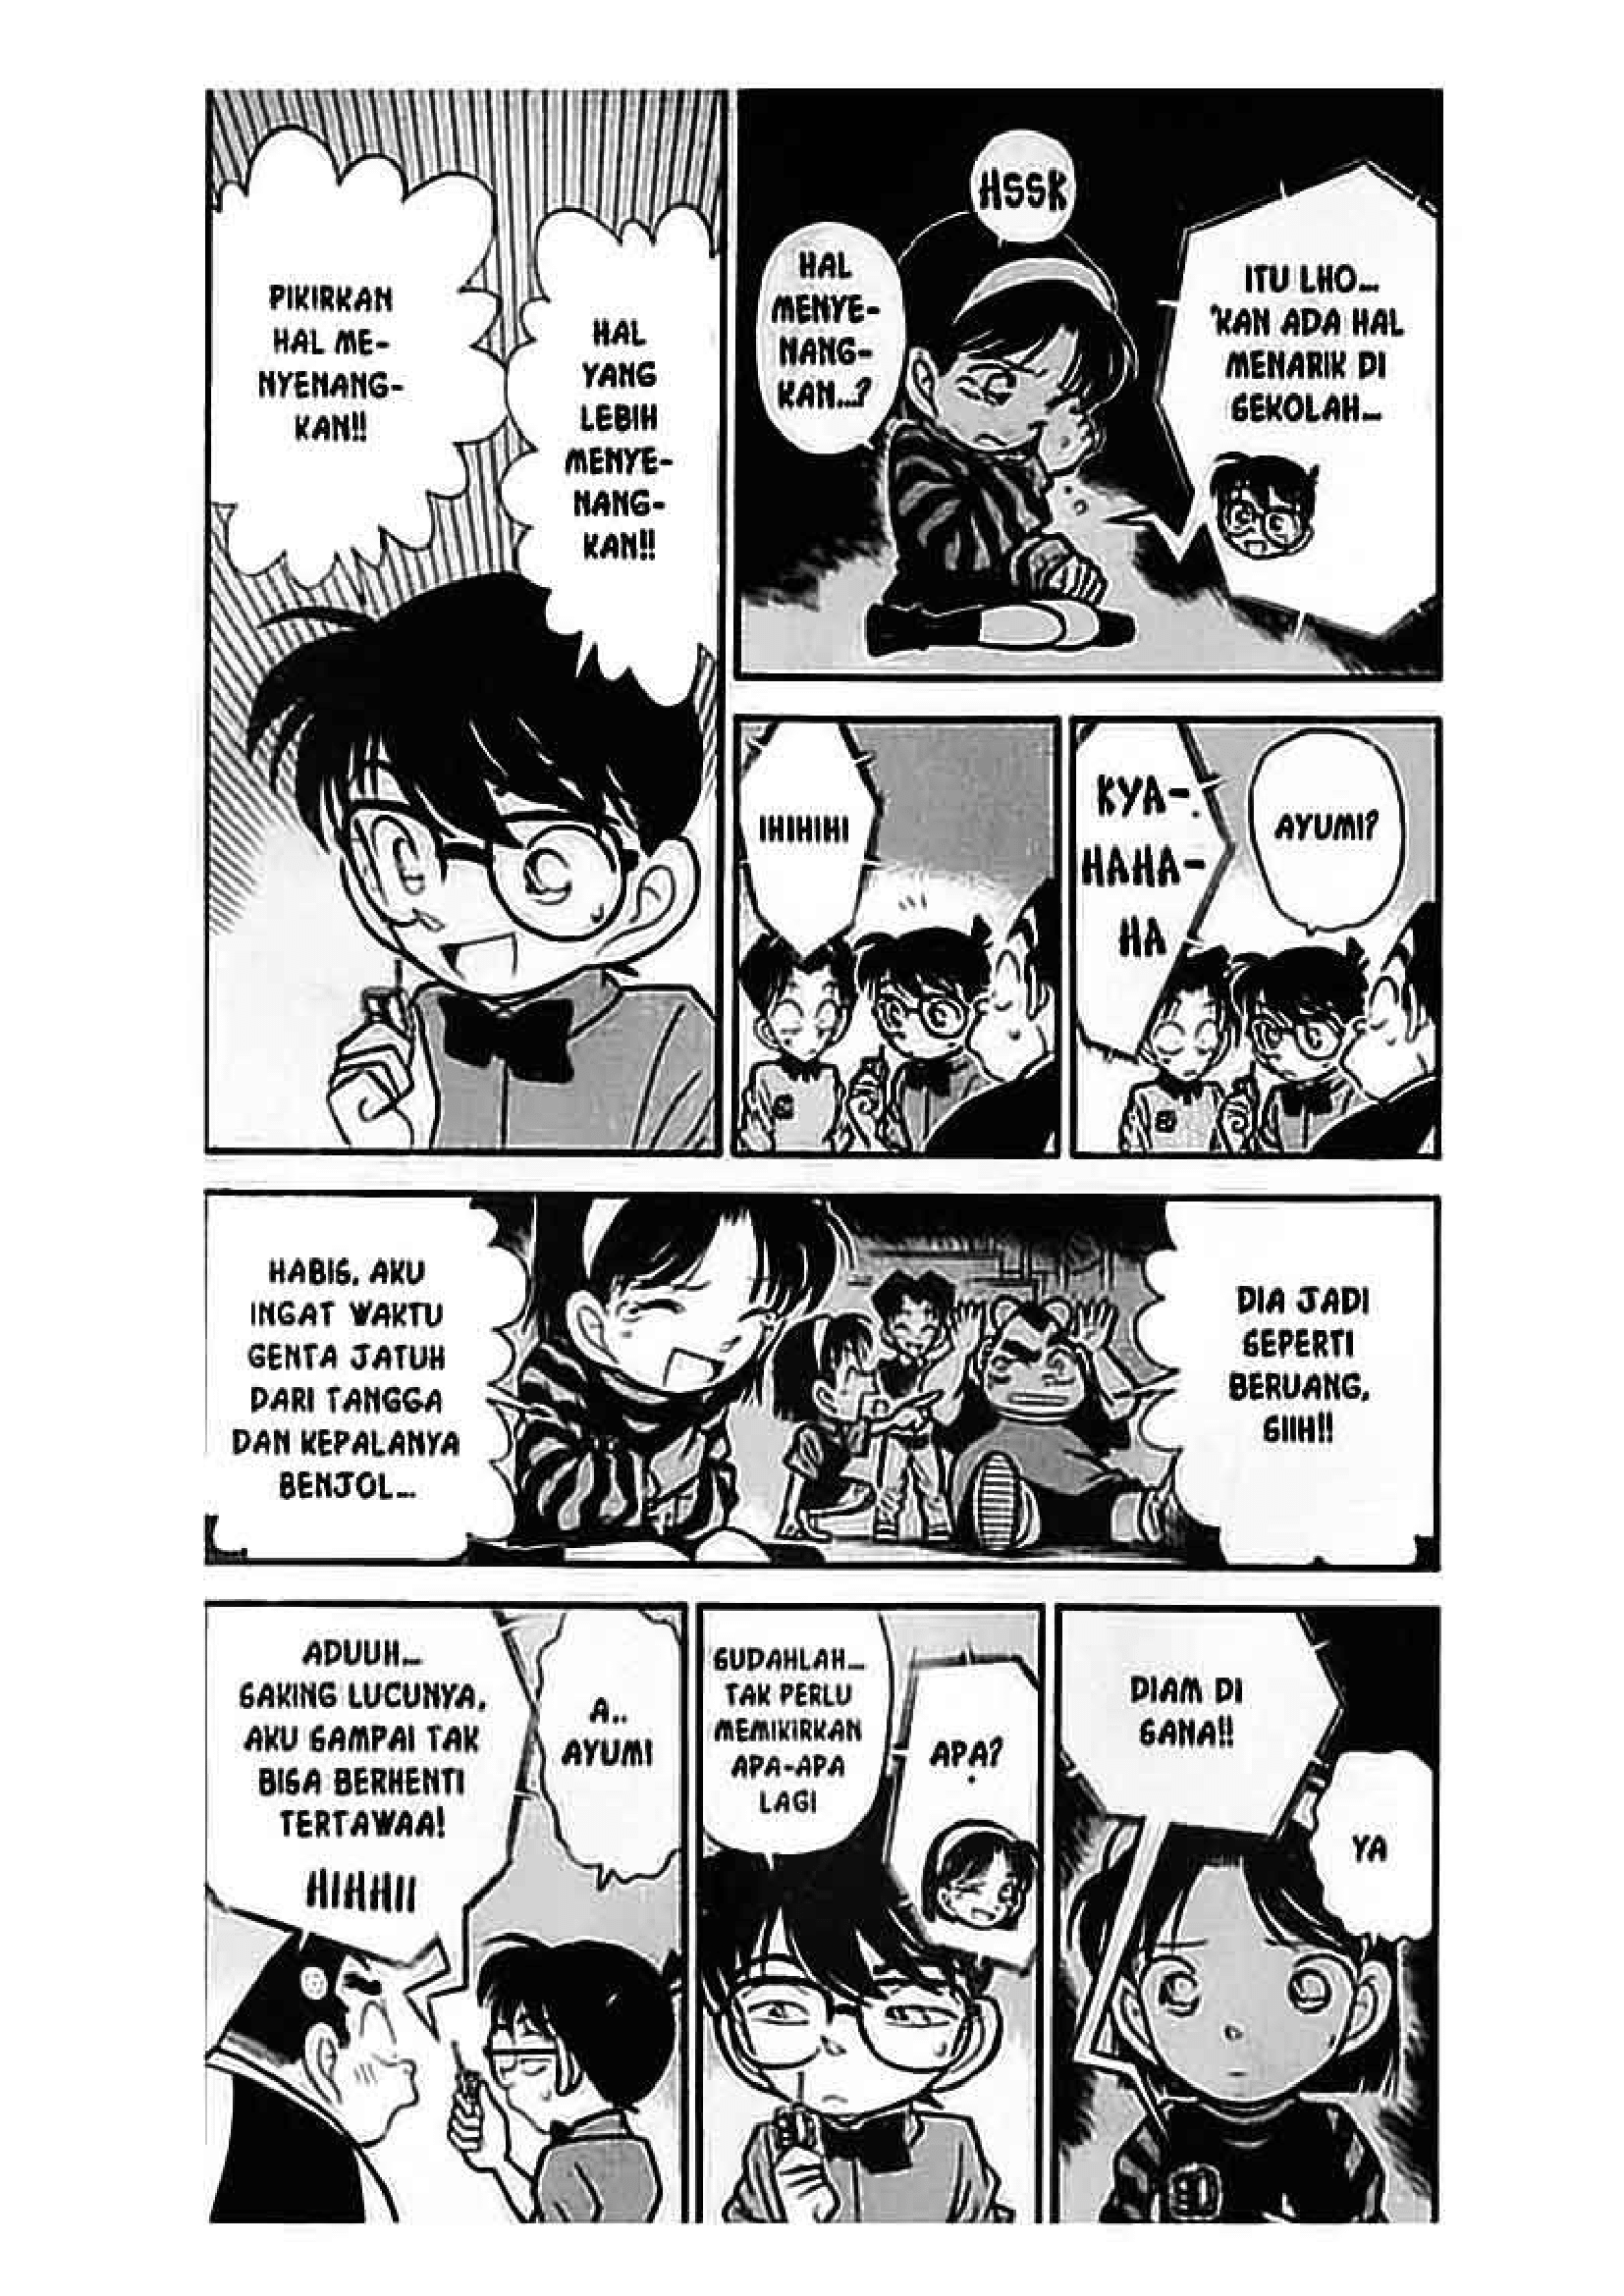 PIKIRKAN
HAL ME-
NYENANG-
KAN!!
HAL
YANG
LEBIH
MENYE-
NANG-
KAN!!
HSSK
HAL
MENYE-
NANG-
KAN...?
ITU LHO...
'KAN ADA HAL
MENARIK DI
SEKOLAH...
IHIHIHI
KYA-
HAHA-
HA
AYUMI?
HABIS, AKU
INGAT WAKTU
GENTA JATUH
DARI TANGGA
DAN KEPALANYA
BENJOL...
DIA JADI
SEPERTI
BERUANG,
SIIH!!
ADUUH...
SAKING LUCUNYA,
AKU SAMPAI TAK
BISA BERHENTI
TERTAWAA!
HIHHII
A..
AYUMI
SUDAHLAH...
TAK PERLU
MEMIKIRKAN
APA-APA
LAGI
APA?
DIAM DI
SANA!!
YA